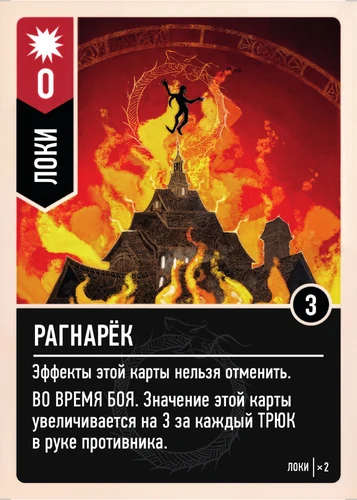 0
ЛОКИ
3
РАГНАРЁК
Эффекты этой карты нельзя отменить.
ВО ВРЕМЯ БОЯ. Значение этой карты
увеличивается на 3 за каждый ТРЮК
в руке противника.
ЛОКИ | ×2